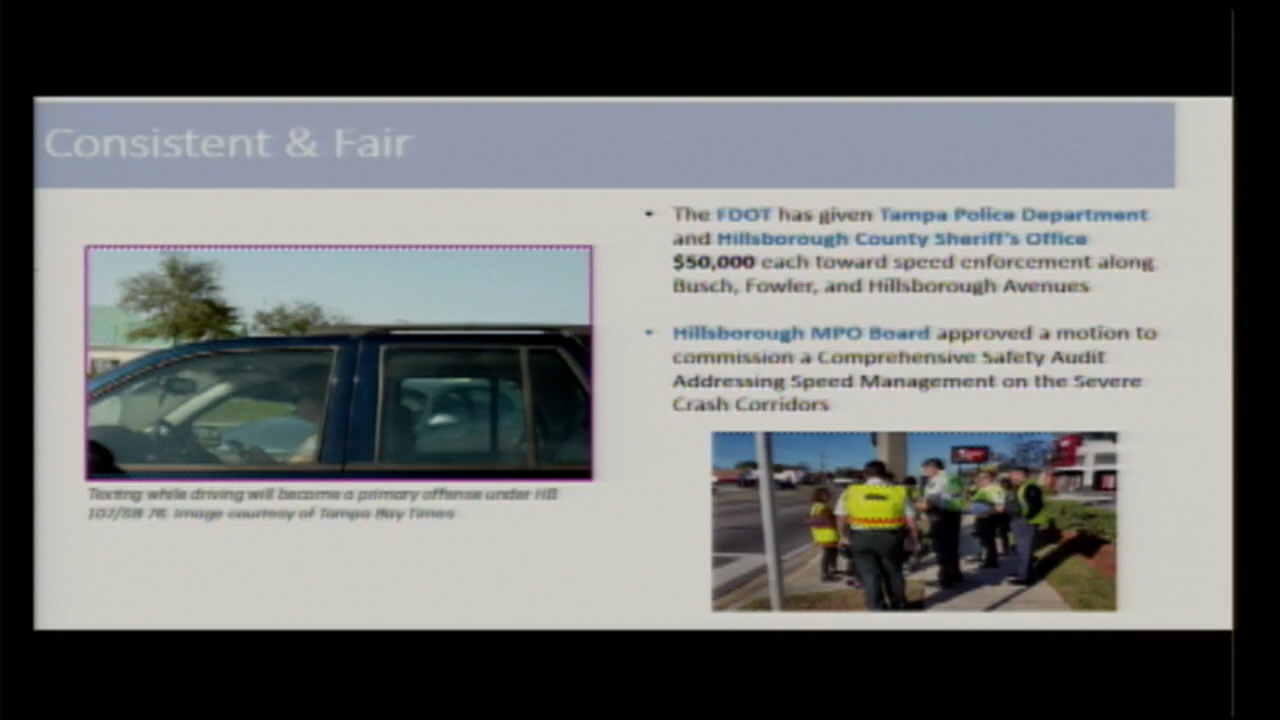 Consistent & Fair
• The FDOT has given Tampa Police Department
and Hillsborough County Sheriff's Office
$50,000 each toward speed enforcement along
Busch, Fowler, and Hillsborough Avenues
• Hillsborough MPO Board approved a motion to
commission a Comprehensive Safety Audit
Addressing Speed Management on the Severe
Crash Corridors
Texting while driving will become a primary offense under HB
107/SB 76. Image courtesy of Tampa Bay Times